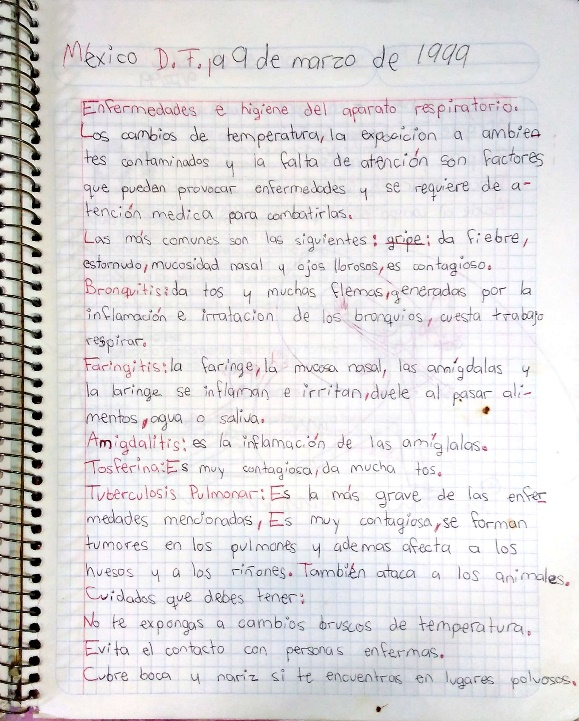 México D. F., a 9 de marzo de 1999
Enfermedades e higiene del aparato respiratorio.
Los cambios de temperatura, la exposicion a ambien
tes contaminados y la falta de atención son factores
que pueden provocar enfermedades y se requiere de a-
tención medica para combatirlas.
Las más comunes son las siguientes: gripe: da fiebre,
estornudo, mucosidad nasal y ojos llorosos, es contagioso.
Bronquitis: da tos y muchas flemas, generadas por la
inflamación e irratacion de los bronquios, cuesta trabajo
respirar.
Faringitis: la faringe, la mucosa nasal, las amígdalas y
la laringe se inflaman e irritan, duele al pasar ali-
mentos, agua o saliva.
Amigdalitis: es la inflamación de las amíglalas.
Tosferina: Es muy contagiosa, da mucha tos.
Tuberculosis Pulmonar: Es la más grave de las enfer
medades mencionadas, Es muy contagiosa, se forman
tumores en los pulmones y ademas afecta a los
huesos y a los riñones. También ataca a los animales.
Cuidados que debes tener:
No te expongas a cambios bruscos de temperatura.
Evita el contacto con personas enfermas.
Cubre boca y nariz si te encuentras en lugares polvosos.